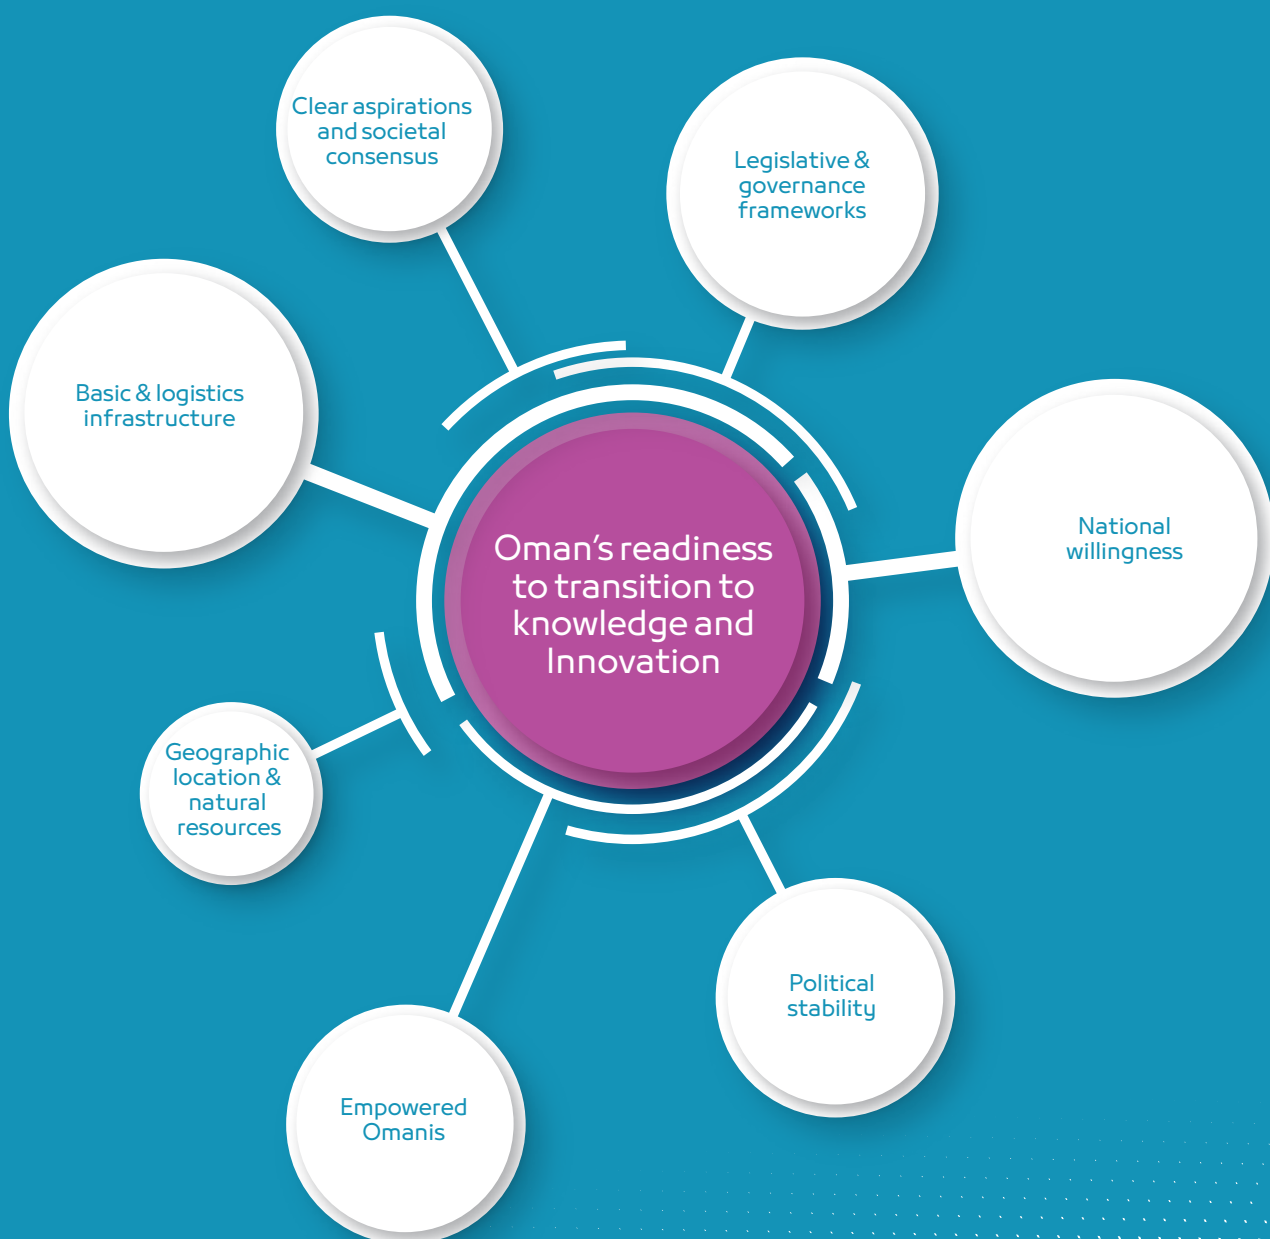 Clear aspirations
and societal
consensus
Legislative &
governance
frameworks
Basic & logistics
infrastructure
National
willingness
Oman's readiness
to transition to
knowledge and
Innovation
Geographic
location &
natural
resources
Political
stability
Empowered
Omanis